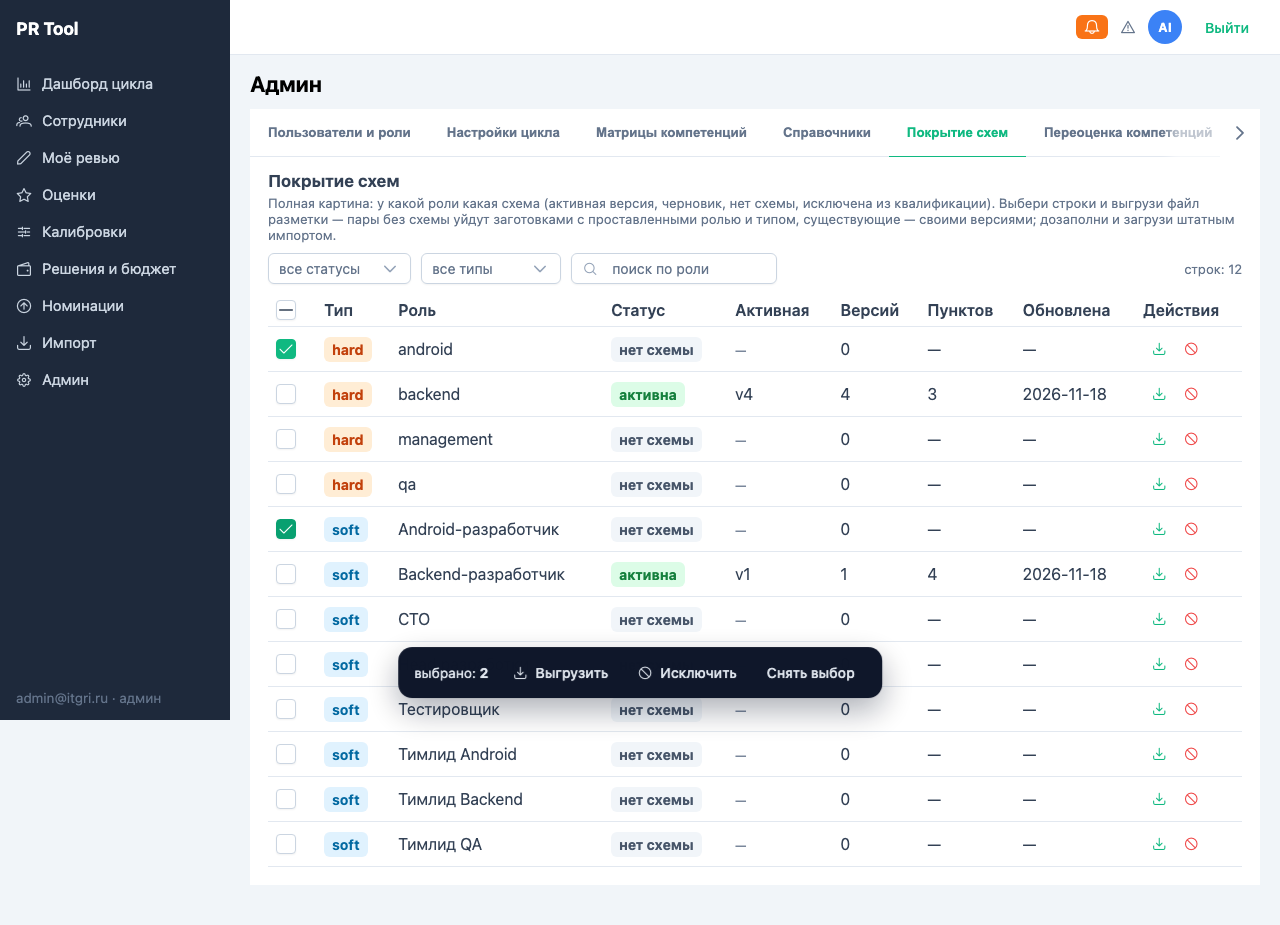 PR Tool
AI
Выйти
Дашборд цикла
Сотрудники
Моё ревью
Оценки
Калибровки
Решения и бюджет
Номинации
Импорт
Админ
admin@itgri.ru · админ
Админ
Пользователи и роли Настройки цикла Матрицы компетенций Справочники Покрытие схем Переоценка компетенций
Покрытие схем
Полная картина: у какой роли какая схема (активная версия, черновик, нет схемы, исключена из квалификации). Выбери строки и выгрузи файл
разметки — пары без схемы уйдут заготовками с проставленными ролью и типом, существующие — своими версиями; дозаполни и загрузи штатным
импортом.
все статусы все типы поиск по роли строк: 12
Тип Роль Статус Активная Версий Пунктов Обновлена Действия
hard android нет схемы — 0 — —
hard backend активна v4 4 3 2026-11-18
hard management нет схемы — 0 — —
hard qa нет схемы — 0 — —
soft Android-разработчик нет схемы — 0 — —
soft Backend-разработчик активна v1 1 4 2026-11-18
soft CTO нет схемы — 0 — —
soft — —
выбрано: 2 Выгрузить Исключить Снять выбор
soft Тестировщик нет схемы — 0 — —
soft Тимлид Android нет схемы — 0 — —
soft Тимлид Backend нет схемы — 0 — —
soft Тимлид QA нет схемы — 0 — —